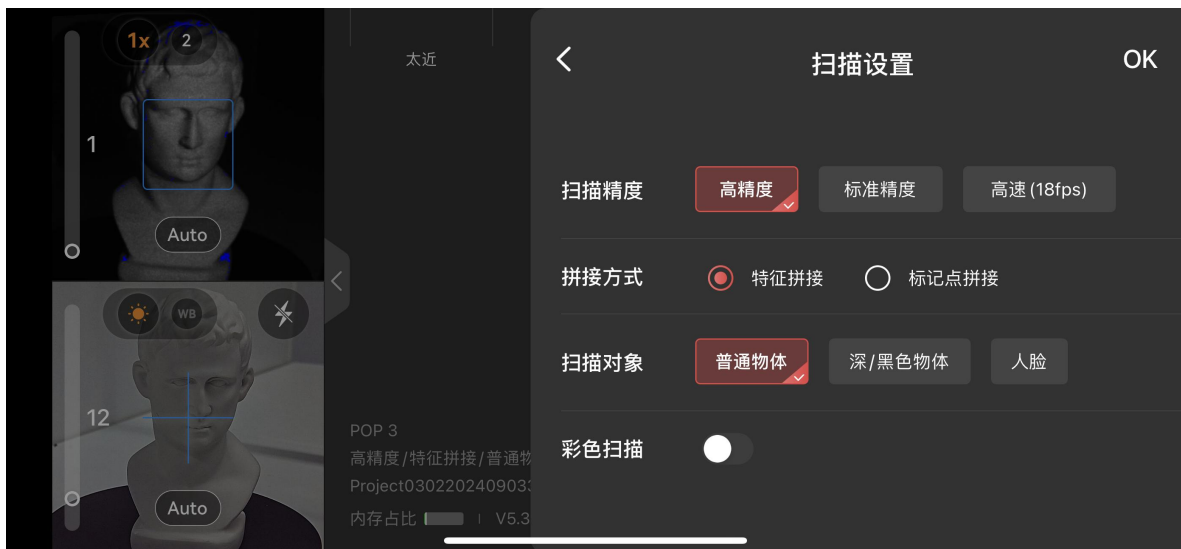 1x 2
1
Auto
WB
12
Auto
太近
POP 3
高精度/特征拼接/普通物
Project030220240903
内存占比 | V5.3
扫描设置
OK
扫描精度 高精度 标准精度 高速(18fps)
拼接方式 特征拼接 标记点拼接
扫描对象 普通物体 深/黑色物体 人脸
彩色扫描